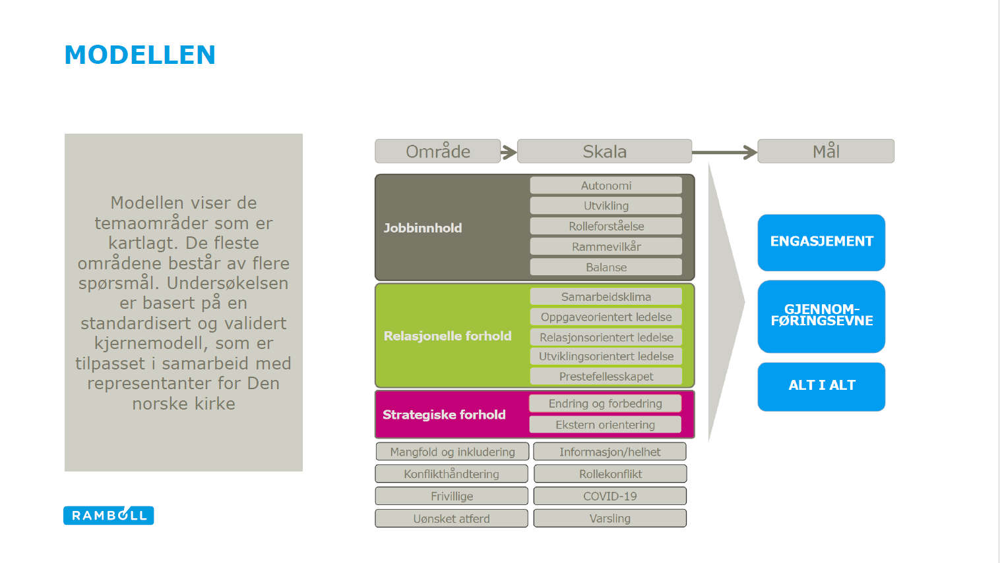 MODELLEN
Modellen viser de
temaområder som er
kartlagt. De fleste
områdene består av flere
spørsmål. Undersøkelsen
er basert på en
standardisert og validert
kjernemodell, som er
tilpasset i samarbeid med
representanter for Den
norske kirke
RAMBOLL
Område
Skala
Mål
Jobbinnhold
Autonomi
Utvikling
Rolleforståelse
Rammevilkår
Balanse
Relasjonelle forhold
Samarbeidsklima
Oppgaveorientert ledelse
Relasjonsorientert ledelse
Utviklingsorientert ledelse
Prestefellesskapet
Strategiske forhold
Endring og forbedring
Ekstern orientering
Mangfold og inkludering
Informasjon/helhet
Konflikthåndtering
Rollekonflikt
Frivillige
COVID-19
Uønsket atferd
Varsling
ENGASJEMENT
GJENNOM-
FØRINGSEVNE
ALT I ALT